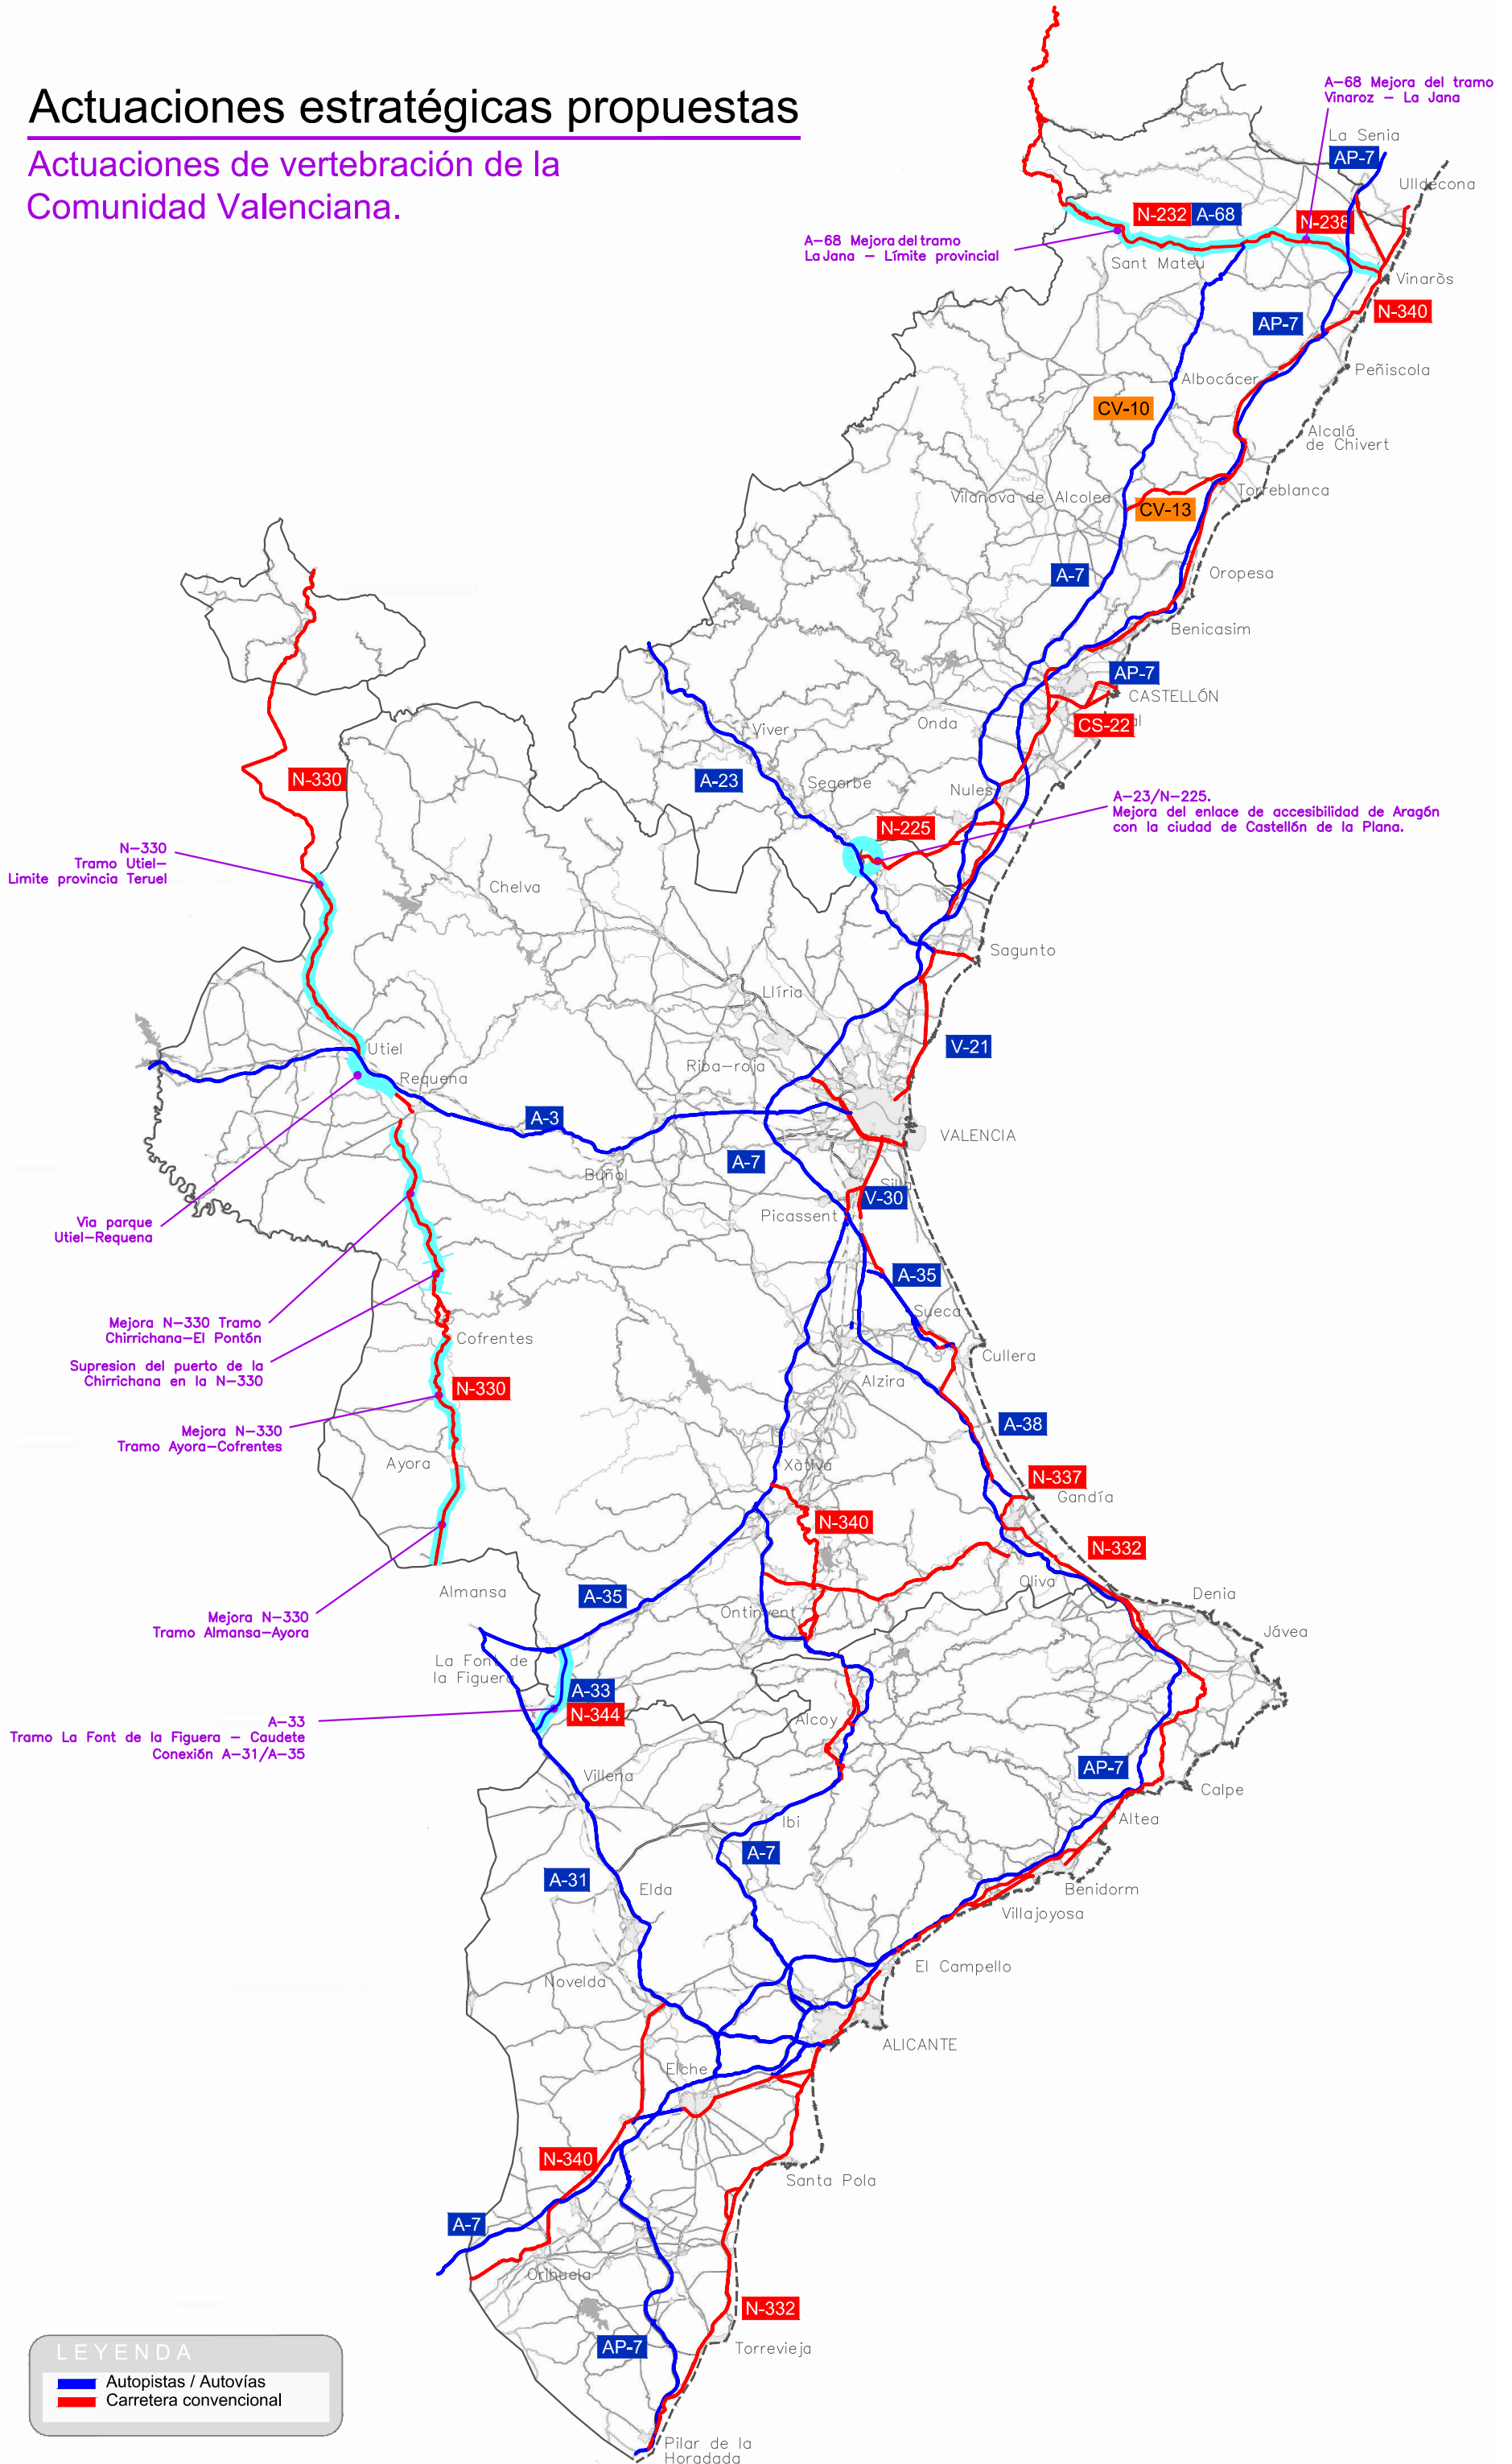 Actuaciones estratégicas propuestas
Actuaciones de vertebración de la
Comunidad Valenciana.
A-68 Mejora del tramo
Vinaroz - La Jana
La Senia
AP-7
Ulldecona
N-232
A-68
N-238
A-68 Mejora del tramo
La Jana - Límite provincial
Sant Mateu
Vinaròs
N-340
AP-7
Peñiscola
Albocácer
CV-10
Alcalá
de Chivert
Vilanova de Alcolea
Torreblanca
CV-13
A-7
Oropesa
Benicasim
AP-7
CASTELLÓN
Onda
CS-22
Viver
A-23
Segorbe
Nules
N-330
A-23/N-225.
Mejora del enlace de accesibilidad de Aragón
con la ciudad de Castellón de la Plana.
N-225
N-330
Tramo Utiel-
Limite provincia Teruel
Chelva
Sagunto
Llíria
V-21
Utiel
Riba-roja
Requena
A-3
VALENCIA
A-7
Buñol
Silla
V-30
Picassent
Via parque
Utiel-Requena
A-35
Sueca
Mejora N-330 Tramo
Chirrichana-El Pontón
Cofrentes
Cullera
Supresion del puerto de la
Chirrichana en la N-330
N-330
Alzira
Mejora N-330
Tramo Ayora-Cofrentes
A-38
Ayora
Xàtiva
N-337
Gandía
N-340
N-332
Almansa
A-35
Oliva
Denia
Mejora N-330
Tramo Almansa-Ayora
Ontinyent
Jávea
La Font de
la Figuera
A-33
N-344
A-33
Tramo La Font de la Figuera - Caudete
Conexión A-31/A-35
Alcoy
AP-7
Villena
Calpe
Ibi
Altea
A-7
A-31
Elda
Benidorm
Villajoyosa
El Campello
Novelda
ALICANTE
Elche
N-340
Santa Pola
A-7
Orihuela
N-332
AP-7
Torrevieja
LEYENDA
Autopistas / Autovías
Carretera convencional
Pilar de la
Horadada